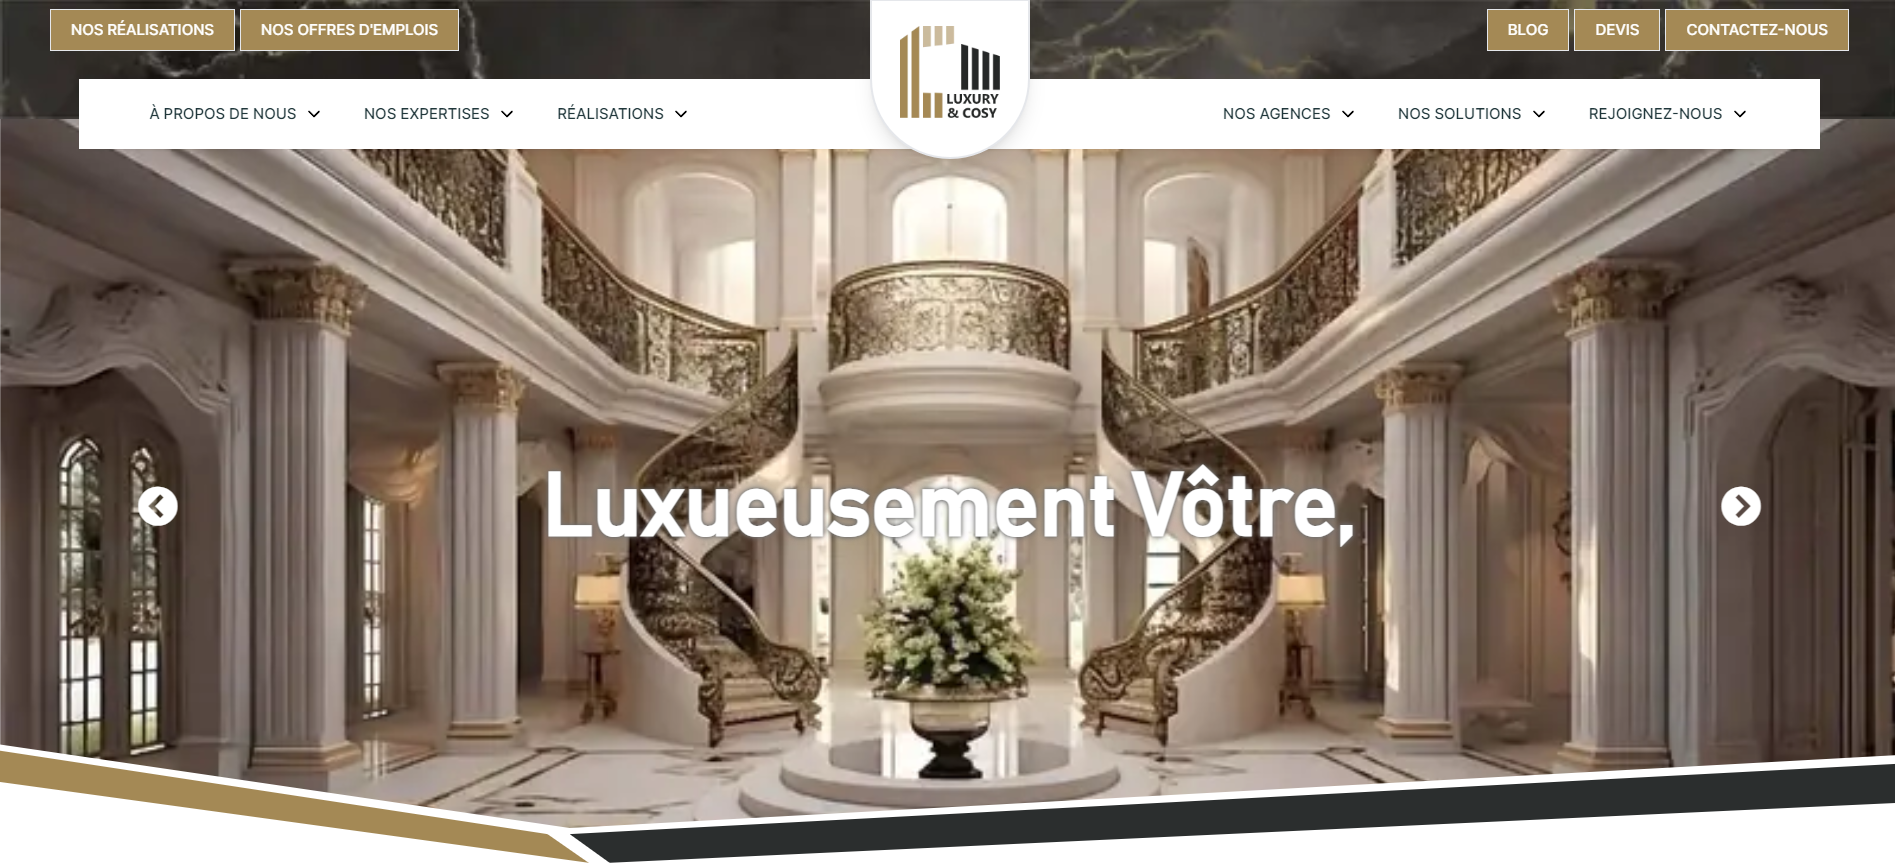 NOS RÉALISATIONS
NOS OFFRES D'EMPLOIS
BLOG
DEVIS
CONTACTEZ-NOUS
À PROPOS DE NOUS
NOS EXPERTISES
RÉALISATIONS
LUXURY
& COSY
NOS AGENCES
NOS SOLUTIONS
REJOIGNEZ-NOUS
Luxueusement Vôtre,